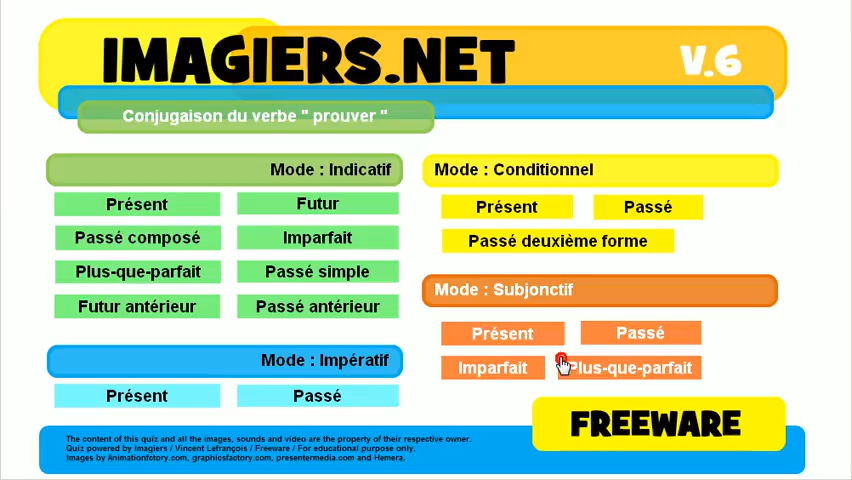 IMAGIERS.NET
V.6
Conjugaison du verbe " prouver "
Mode : Indicatif
Présent
Futur
Passé composé
Imparfait
Plus-que-parfait
Passé simple
Futur antérieur
Passé antérieur
Mode : Impératif
Présent
Passé
Mode : Conditionnel
Présent
Passé
Passé deuxième forme
Mode : Subjonctif
Présent
Passé
Imparfait
Plus-que-parfait
FREEWARE
The content of this quiz and all the images, sounds and video are the property of their respective owner.
Quiz powered by Imagiers / Vincent Lefrançois / Freeware / For educational purpose only.
Images by Animationfctory.com, graphicsfactory.com, presentermedia.com and Hemera.